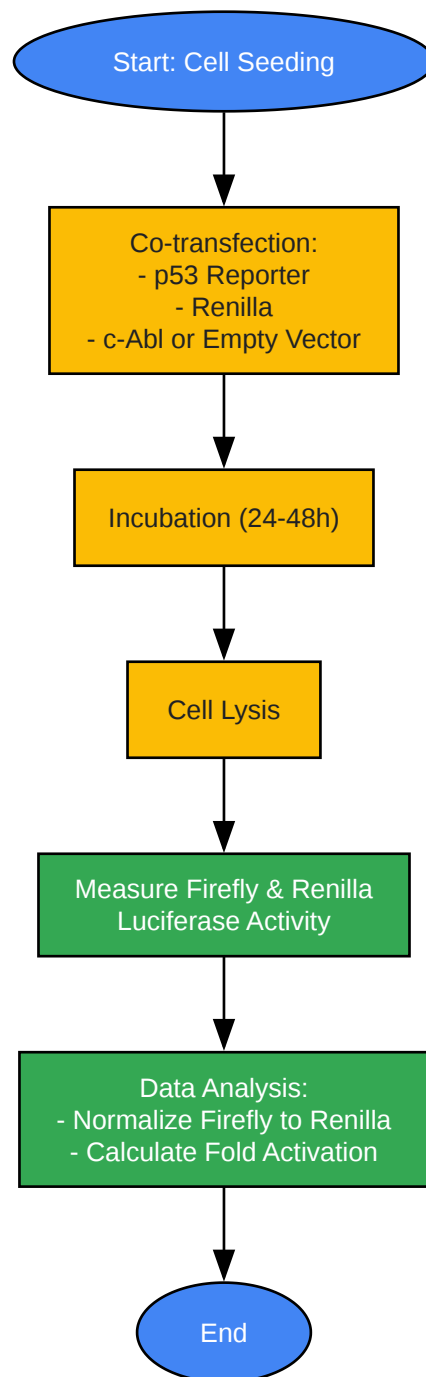 Start: Cell Seeding
Co-transfection:
- p53 Reporter
- Renilla
- c-Abl or Empty Vector
Incubation (24-48h)
Cell Lysis
Measure Firefly & Renilla
Luciferase Activity
Data Analysis:
- Normalize Firefly to Renilla
- Calculate Fold Activation
End